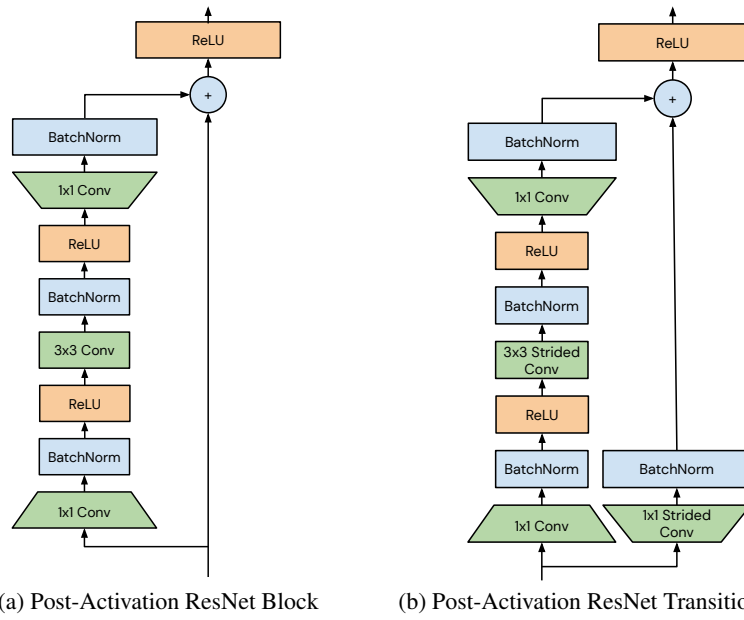 ReLU
+
BatchNorm
1x1 Conv
ReLU
BatchNorm
3x3 Conv
ReLU
BatchNorm
1x1 Conv
(a) Post-Activation ResNet Block
ReLU
+
BatchNorm
1x1 Conv
ReLU
BatchNorm
3x3 Strided
Conv
ReLU
BatchNorm
1x1 Conv
BatchNorm
1x1 Strided
Conv
(b) Post-Activation ResNet Transition